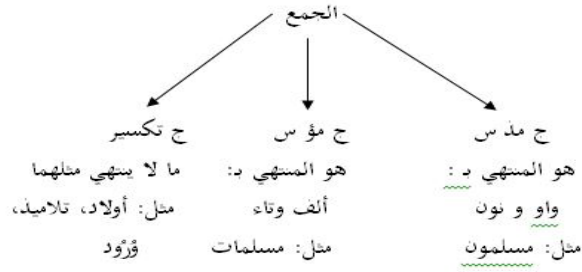 الجمع
ج مذ س
هو المنتهي بـ :
واو و نون
مثل: مسلمون
ج مؤ س
هو المنتهي بـ:
ألف وتاء
مثل: مسلمات
ج تكسير
ما لا ينتهي مثلهما
مثل: أولاد، تلاميذ،
وُرُود